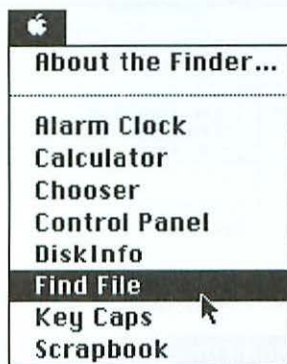 About the Finder...
Alarm Clock
Calculator
Chooser
Control Panel
DiskInfo
Find File
Key Caps
Scrapbook